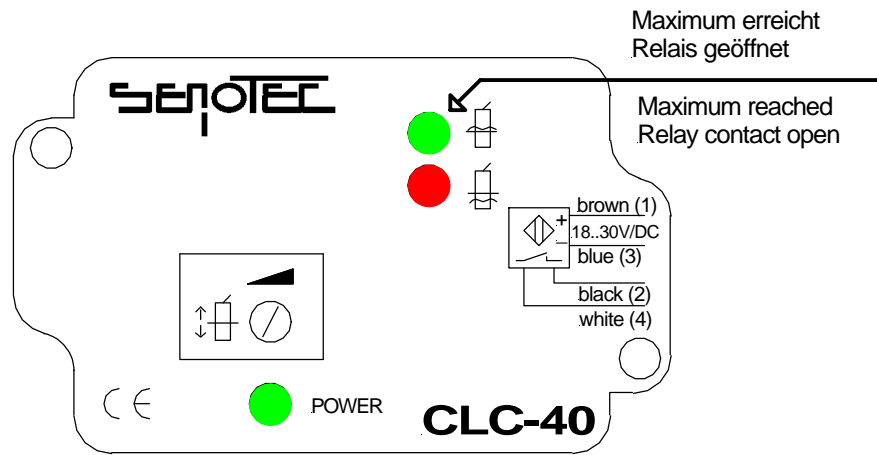 Maximum erreicht
Relais geöffnet
SENOTEC
Maximum reached
Relay contact open
brown (1)
+
18..30V/DC
–
blue (3)
black (2)
white (4)
CE
POWER
CLC-40